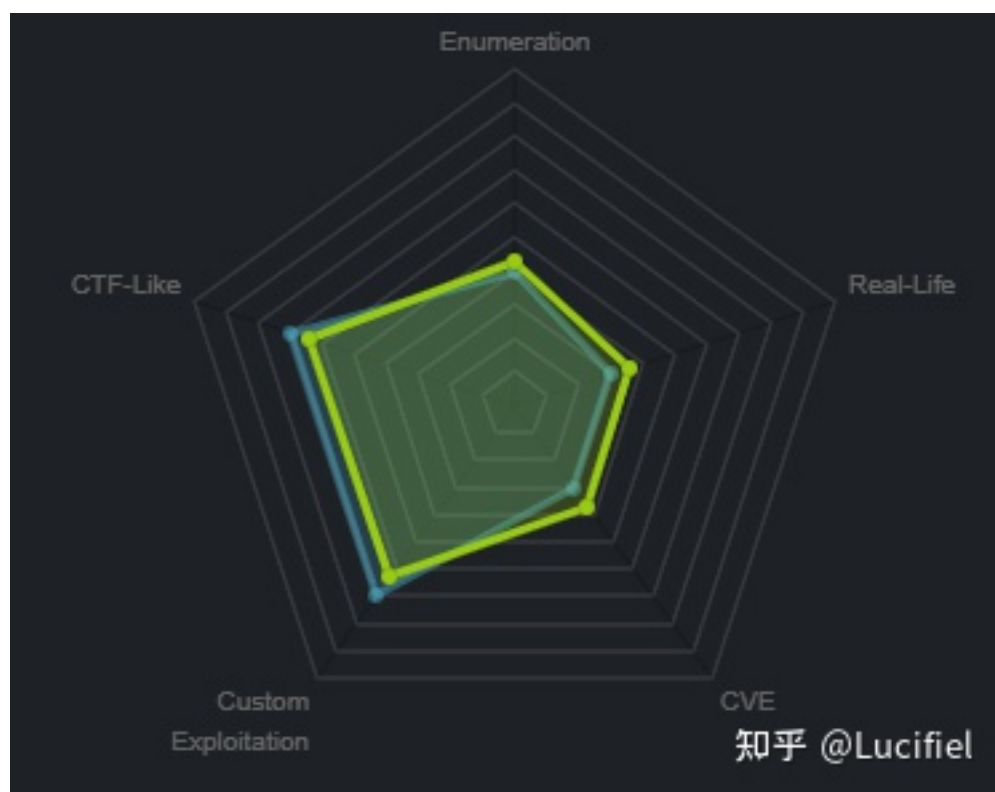 Enumeration
CTF-Like
Real-Life
Custom
Exploitation
CVE
知乎 @Lucifiel